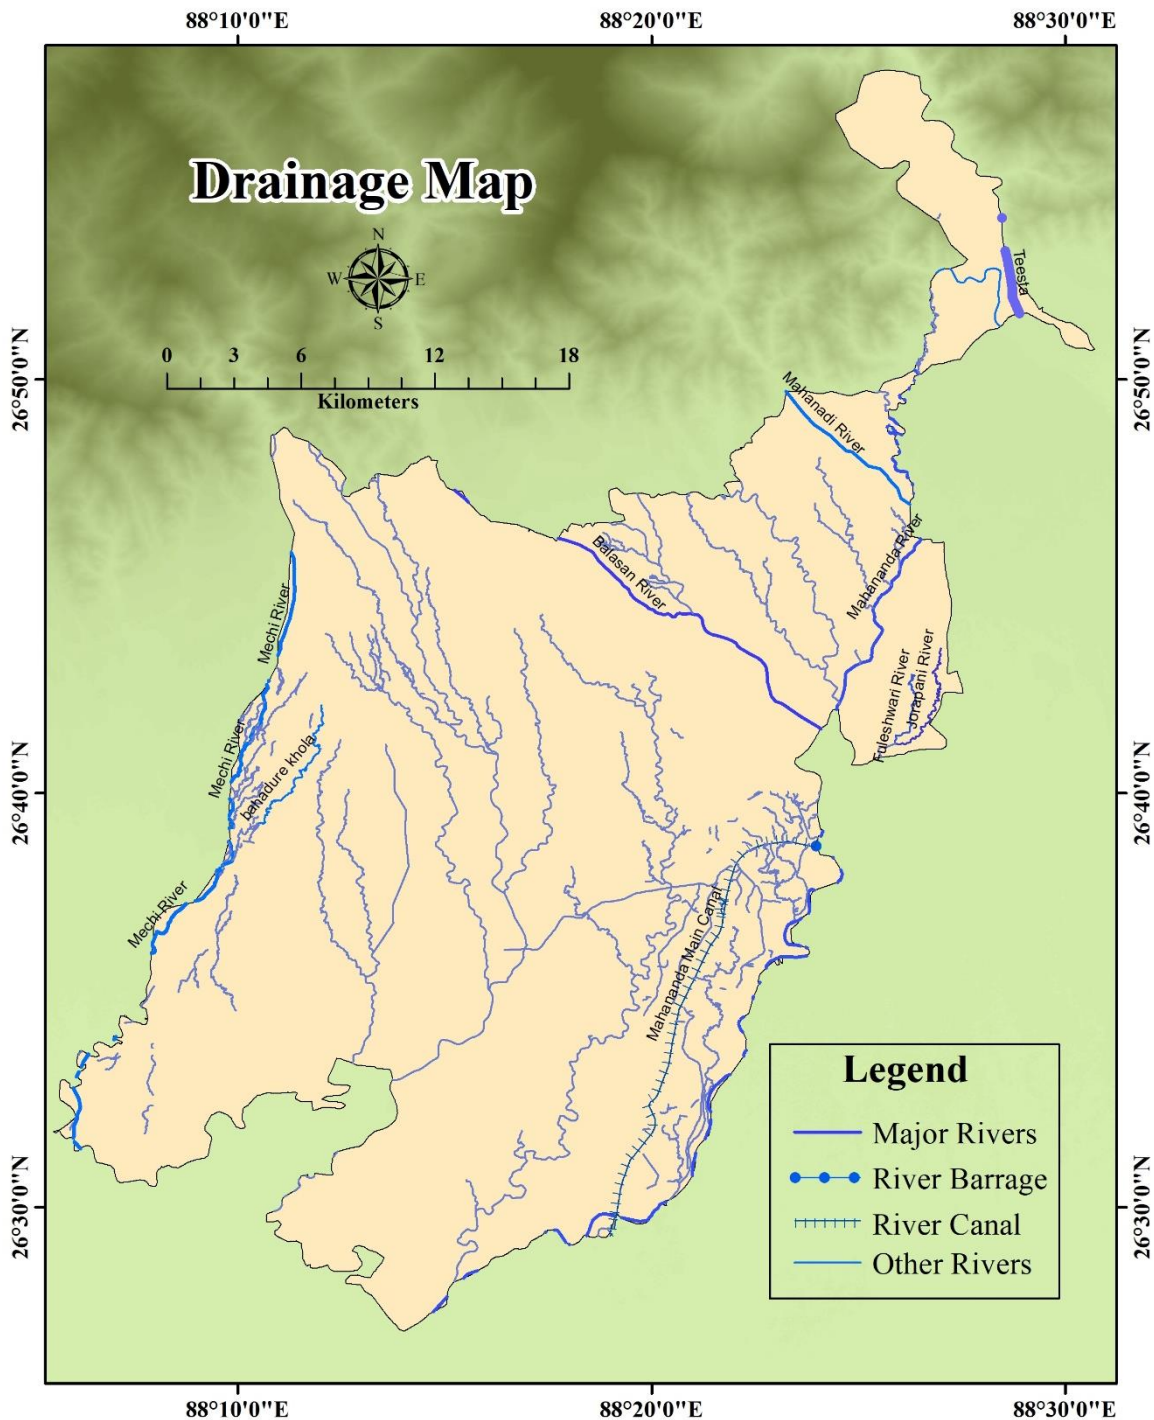 88°10'0"E
88°20'0"E
88°30'0"E
Drainage Map
N
W
E
S
0 3 6 12 18
Kilometers
Teesta
26°50'0"N
26°50'0"N
Mahanadi River
Balasan River
Mahananda River
Mechi River
Fuleshwari River
Jorapani River
Mechi River
bahadure khola
26°40'0"N
26°40'0"N
Mechi River
Mahananda Main Canal
Legend
Major Rivers
River Barrage
River Canal
Other Rivers
26°30'0"N
26°30'0"N
88°10'0"E
88°20'0"E
88°30'0"E